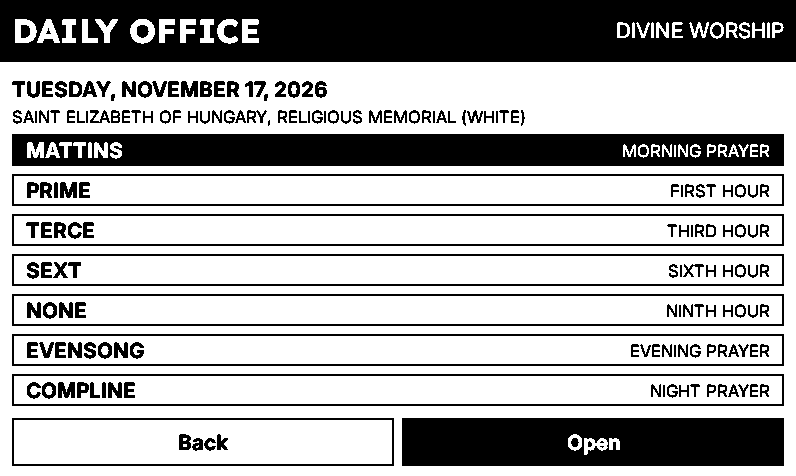 DAILY OFFICE DIVINE WORSHIP
TUESDAY, NOVEMBER 17, 2026
SAINT ELIZABETH OF HUNGARY, RELIGIOUS MEMORIAL (WHITE)
MATTINS MORNING PRAYER
PRIME FIRST HOUR
TERCE THIRD HOUR
SEXT SIXTH HOUR
NONE NINTH HOUR
EVENSONG EVENING PRAYER
COMPLINE NIGHT PRAYER
Back Open